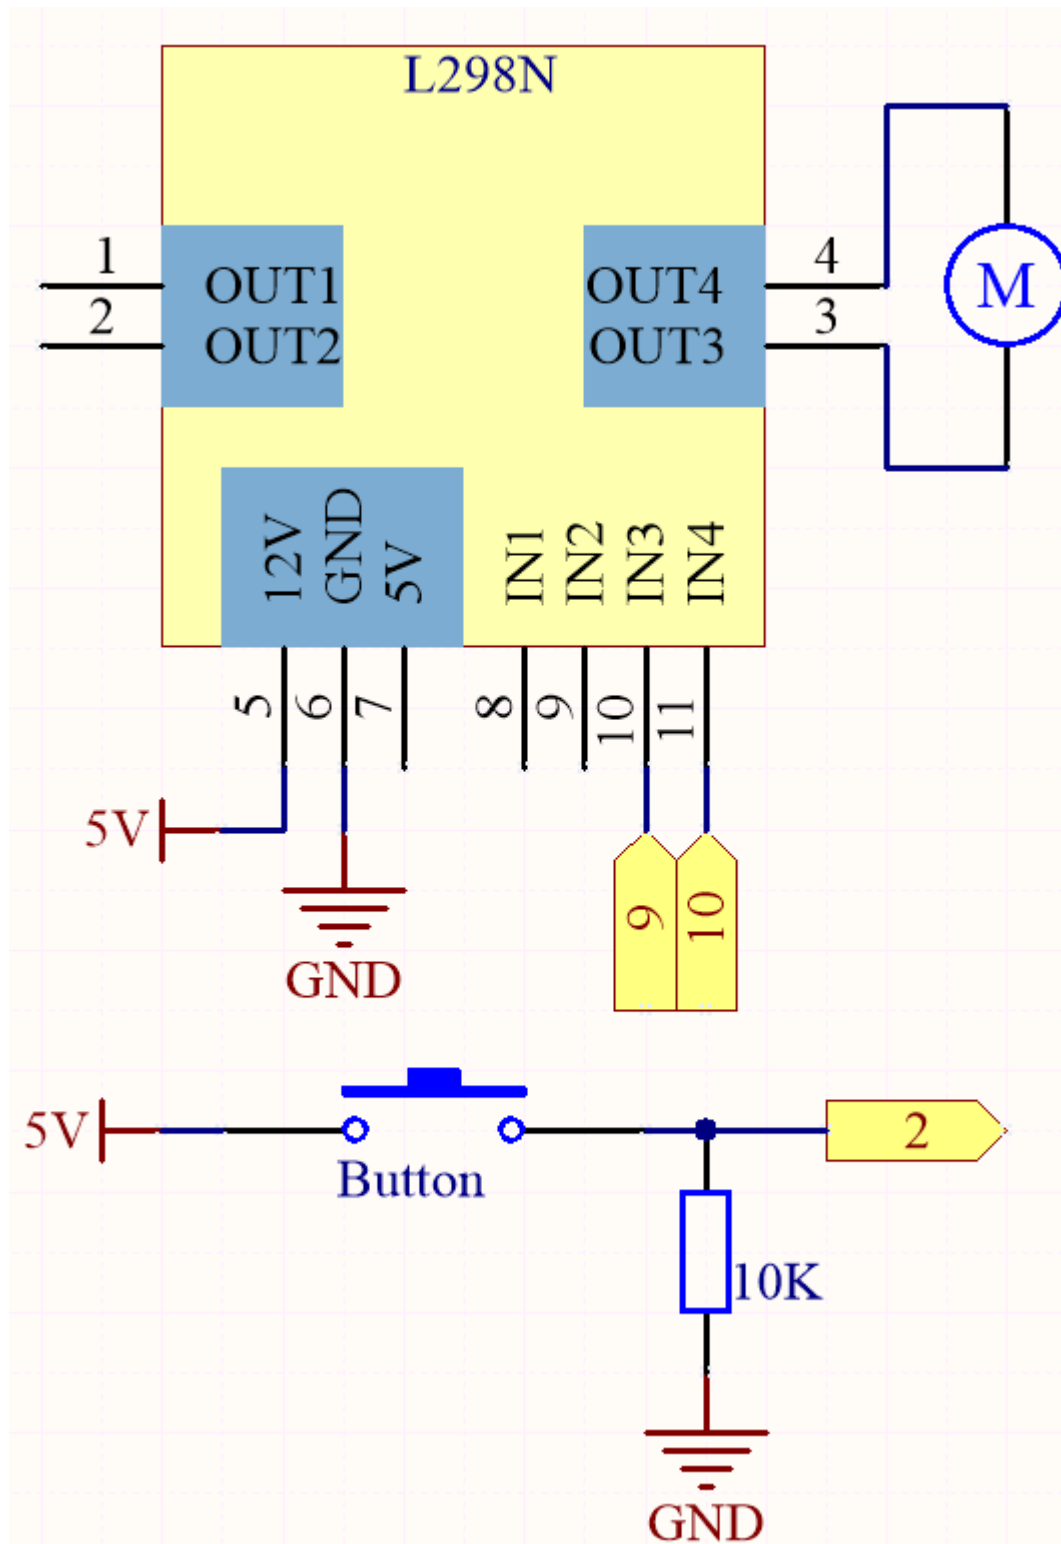 L298N
1
OUT1
OUT4
4
2
OUT2
OUT3
3
M
12V
GND
5V
IN1
IN2
IN3
IN4
5
6
7
8
9
10
11
5V
GND
9
10
5V
Button
2
10K
GND